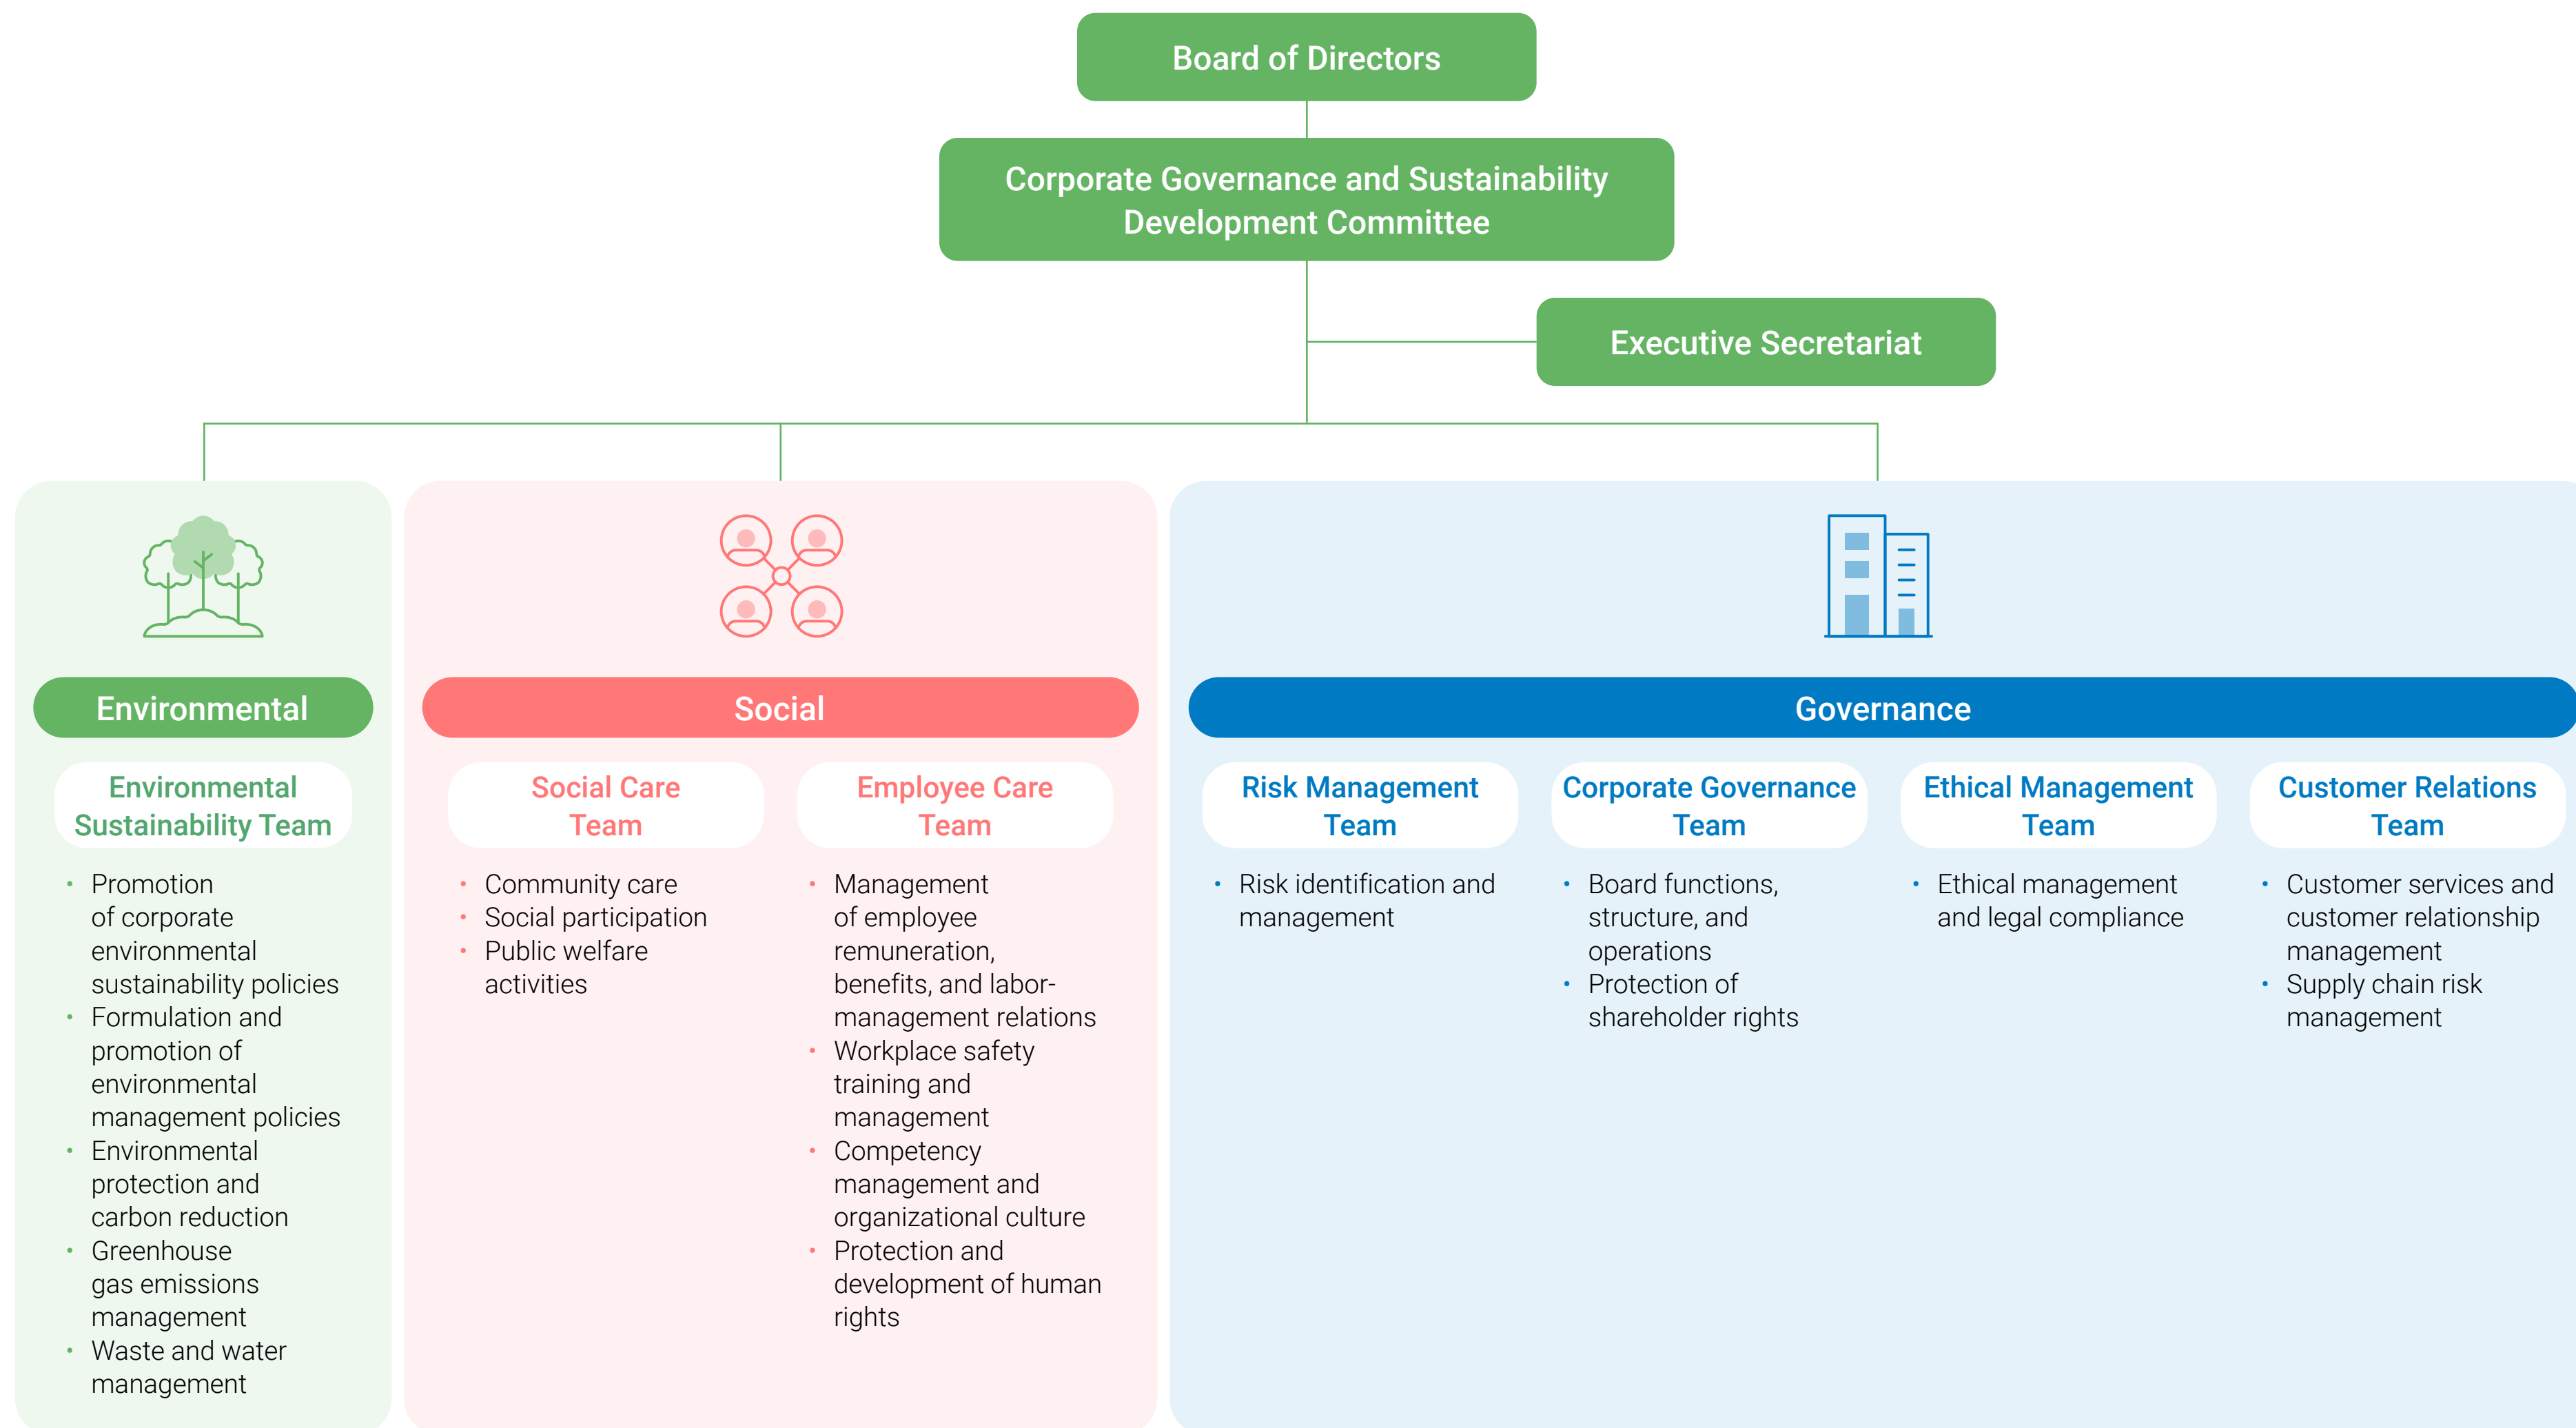 Board of Directors
Corporate Governance and Sustainability
Development Committee
Executive Secretariat
Environmental
Environmental
Sustainability Team
• Promotion
of corporate
environmental
sustainability policies
• Formulation and
promotion of
environmental
management policies
• Environmental
protection and
carbon reduction
• Greenhouse
gas emissions
management
• Waste and water
management
Social
Social Care
Team
• Community care
• Social participation
• Public welfare
activities
Employee Care
Team
• Management
of employee
remuneration,
benefits, and labor-
management relations
• Workplace safety
training and
management
• Competency
management and
organizational culture
• Protection and
development of human
rights
Governance
Risk Management
Team
• Risk identification and
management
Corporate Governance
Team
• Board functions,
structure, and
operations
• Protection of
shareholder rights
Ethical Management
Team
• Ethical management
and legal compliance
Customer Relations
Team
• Customer services and
customer relationship
management
• Supply chain risk
management